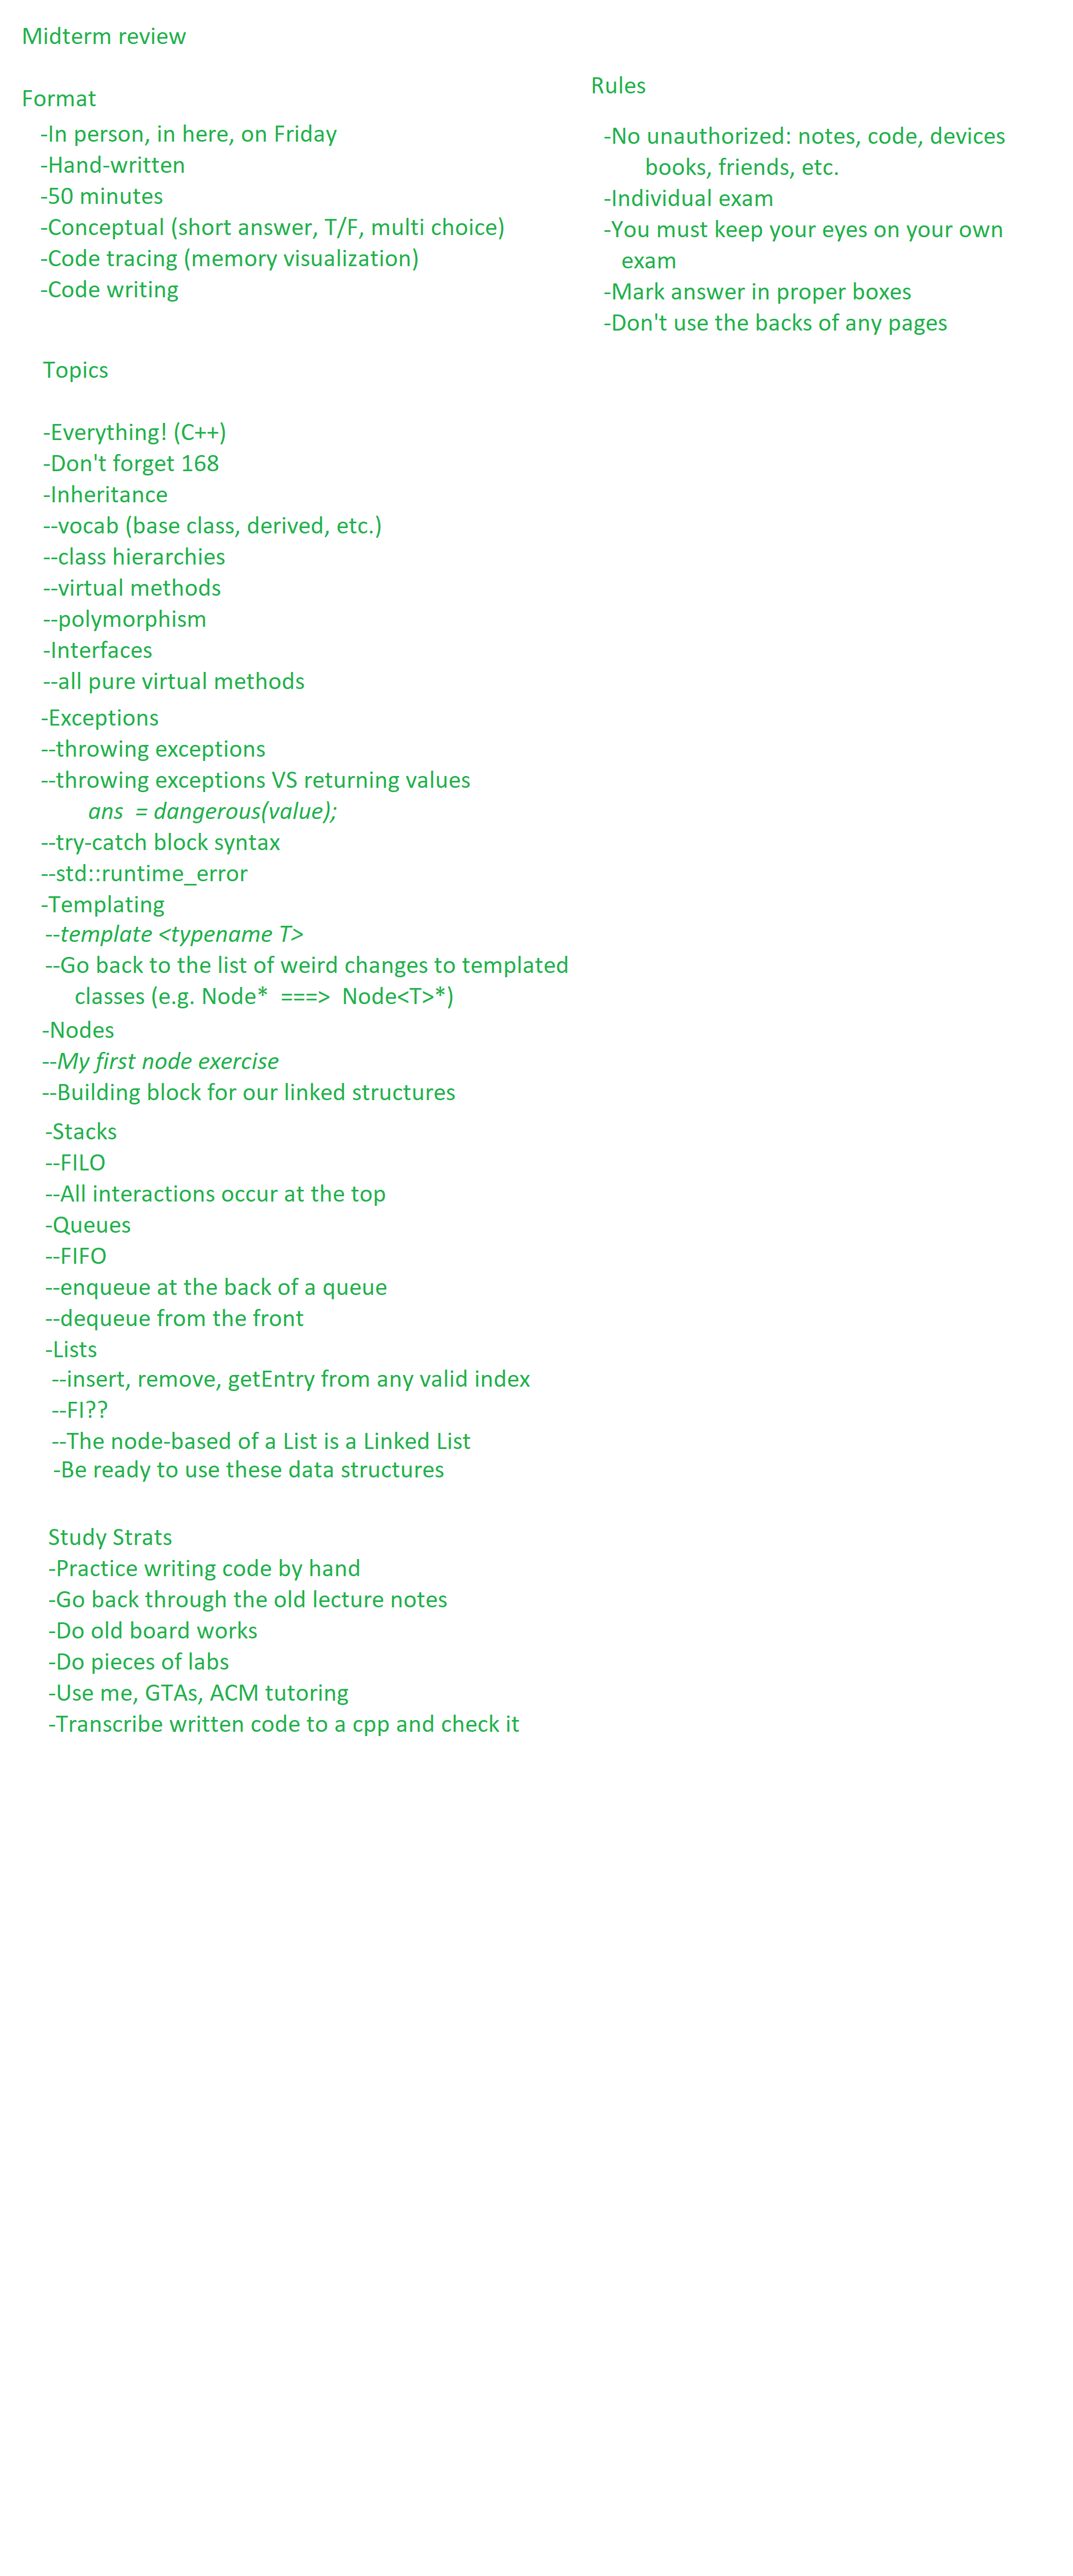 Midterm review
Format
-In person, in here, on Friday
-Hand-written
-50 minutes
-Conceptual (short answer, T/F, multi choice)
-Code tracing (memory visualization)
-Code writing
Rules
-No unauthorized: notes, code, devices
books, friends, etc.
-Individual exam
-You must keep your eyes on your own
exam
-Mark answer in proper boxes
-Don't use the backs of any pages
Topics
-Everything! (C++)
-Don't forget 168
-Inheritance
--vocab (base class, derived, etc.)
--class hierarchies
--virtual methods
--polymorphism
-Interfaces
--all pure virtual methods
-Exceptions
--throwing exceptions
--throwing exceptions VS returning values
ans = dangerous(value);
--try-catch block syntax
--std::runtime_error
-Templating
--template <typename T>
--Go back to the list of weird changes to templated
classes (e.g. Node* ===> Node<T>*)
-Nodes
--My first node exercise
--Building block for our linked structures
-Stacks
--FILO
--All interactions occur at the top
-Queues
--FIFO
--enqueue at the back of a queue
--dequeue from the front
-Lists
--insert, remove, getEntry from any valid index
--FI??
--The node-based of a List is a Linked List
-Be ready to use these data structures
Study Strats
-Practice writing code by hand
-Go back through the old lecture notes
-Do old board works
-Do pieces of labs
-Use me, GTAs, ACM tutoring
-Transcribe written code to a cpp and check it